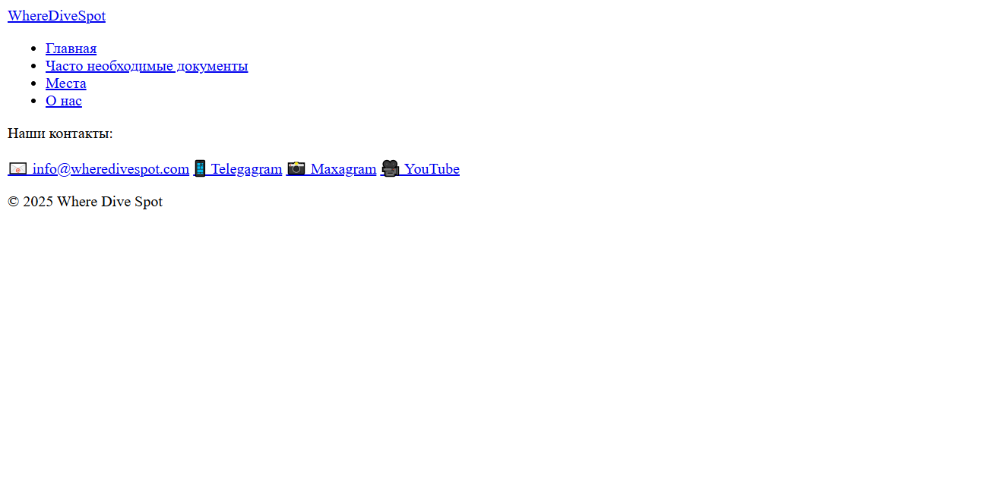 WhereDiveSpot
Главная
Часто необходимые документы
Места
О нас
Наши контакты:
📧 info@wheredivespot.com 📱 Telegagram 📷 Maxagram 🎥 YouTube
© 2025 Where Dive Spot